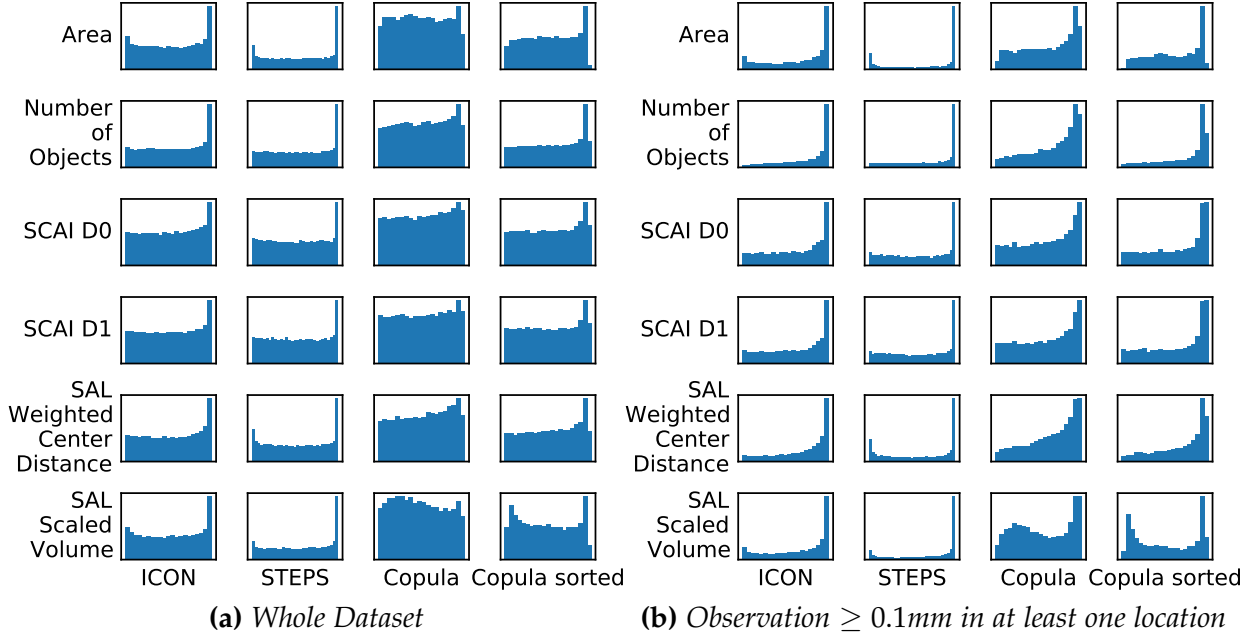 Area
Number
of
Objects
SCAI D0
SCAI D1
SAL
Weighted
Center
Distance
SAL
Scaled
Volume
ICON
STEPS
Copula
Copula sorted
(a) Whole Dataset
Area
Number
of
Objects
SCAI D0
SCAI D1
SAL
Weighted
Center
Distance
SAL
Scaled
Volume
ICON
STEPS
Copula
Copula sorted
(b) Observation ≥ 0.1mm in at least one location